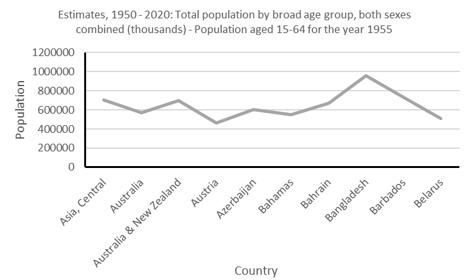 Estimates, 1950 - 2020: Total population by broad age group, both sexes
combined (thousands) - Population aged 15-64 for the year 1955
1200000
1000000
800000
600000
400000
200000
0
Population
Asia, Central
Australia
Australia & New Zealand
Austria
Azerbaijan
Bahamas
Bahrain
Bangladesh
Barbados
Belarus
Country